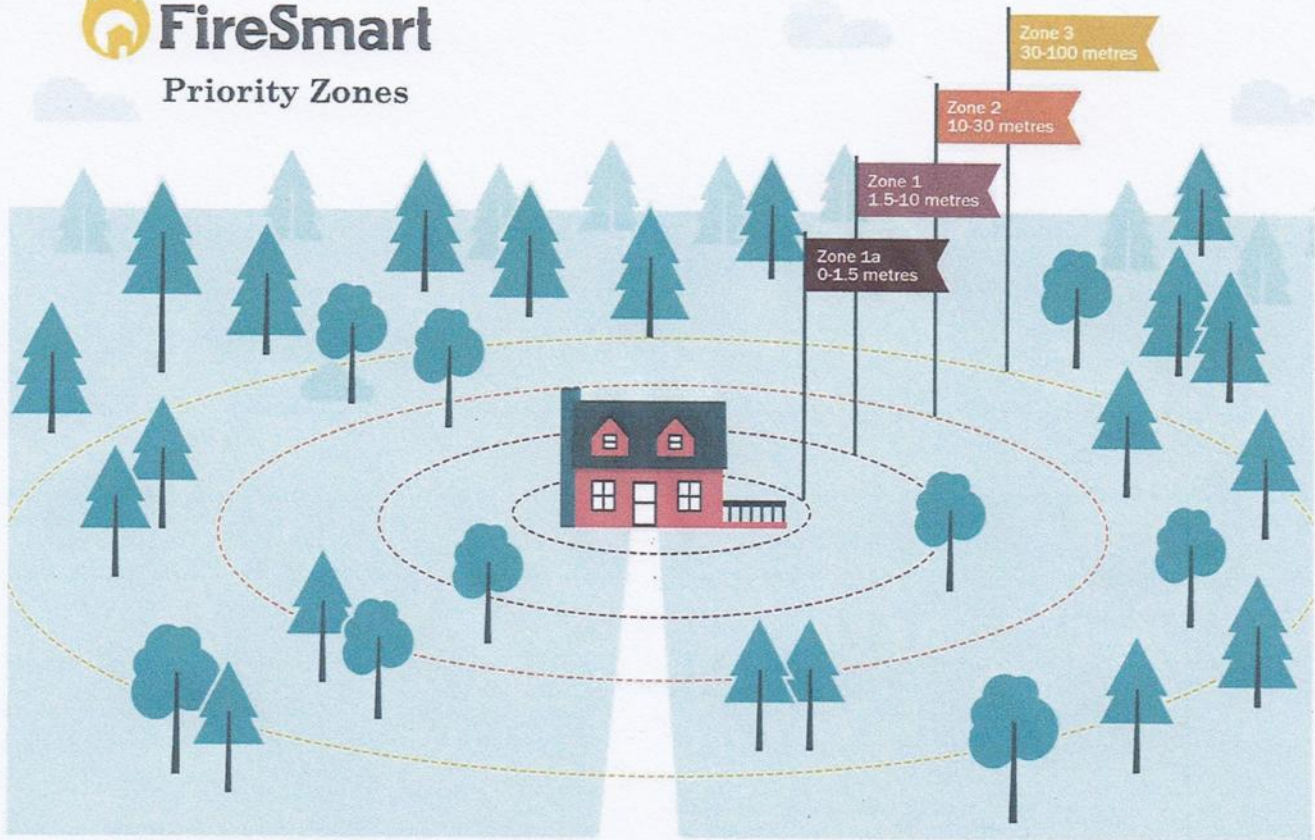 FireSmart
Priority Zones
Zone 3
30-100 metres
Zone 2
10-30 metres
Zone 1
1.5-10 metres
Zone 1a
0-1.5 metres